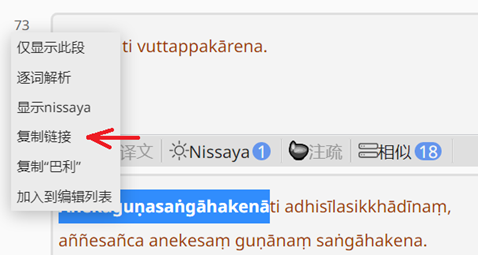 73
仅显示此段
ti vuttappakārena.
逐词解析
显示nissaya
复制链接
译文 Nissaya 1 注疏 相似 18
复制“巴利”
加入到编辑列表
guṇasaṅgāhakenāti adhisīlasikkhādīnaṃ,
aññesañca anekesaṃ guṇānaṃ saṅgāhakena.